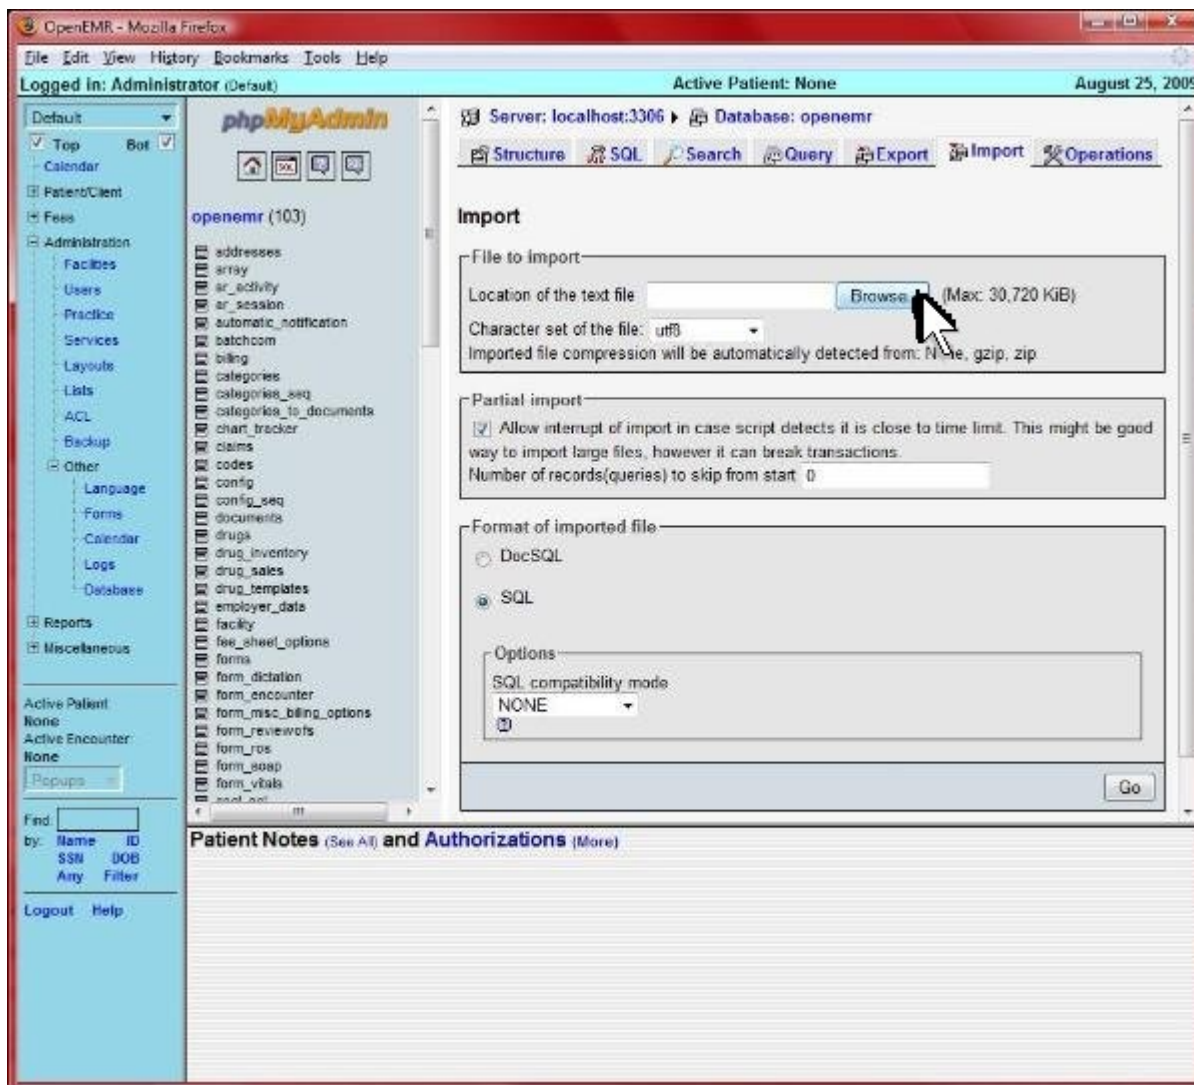 OpenEMR - Mozilla Firefox
File Edit View History Bookmarks Tools Help
Logged in: Administrator (Default) Active Patient: None August 25, 2009
Default
Top Bot
Calendar
Patient/Client
Fees
Administration
Facilities
Users
Practice
Services
Layouts
Lists
ACL
Backup
Other
Language
Forms
Calendar
Logs
Database
Reports
Miscellaneous
Active Patient
None
Active Encounter:
None
Popups
Find:
by: Name ID
SSN DOB
Any Filter
Logout Help
phpMyAdmin
SQL
openemr (103)
addresses
array
ar_activity
ar_session
automatic_notification
batchcom
billing
categories
categories_seq
categories_to_documents
chart_tracker
claims
codes
config
config_seq
documents
drugs
drug_inventory
drug_sales
drug_templates
employer_data
facility
fee_sheet_options
forms
form_dictation
form_encounter
form_misc_billing_options
form_reviewofs
form_ros
form_soap
form_vitals
Server: localhost:3306 Database: openemr
Structure SQL Search Query Export Import Operations
Import
File to import
Location of the text file Browse (Max: 30,720 KiB)
Character set of the file: utf8
Imported file compression will be automatically detected from: None, gzip, zip
Partial import
Allow interrupt of import in case script detects it is close to time limit. This might be good
way to import large files, however it can break transactions.
Number of records(queries) to skip from start 0
Format of imported file
DocSQL
SQL
Options
SQL compatibility mode
NONE
Go
Patient Notes (See All) and Authorizations (More)